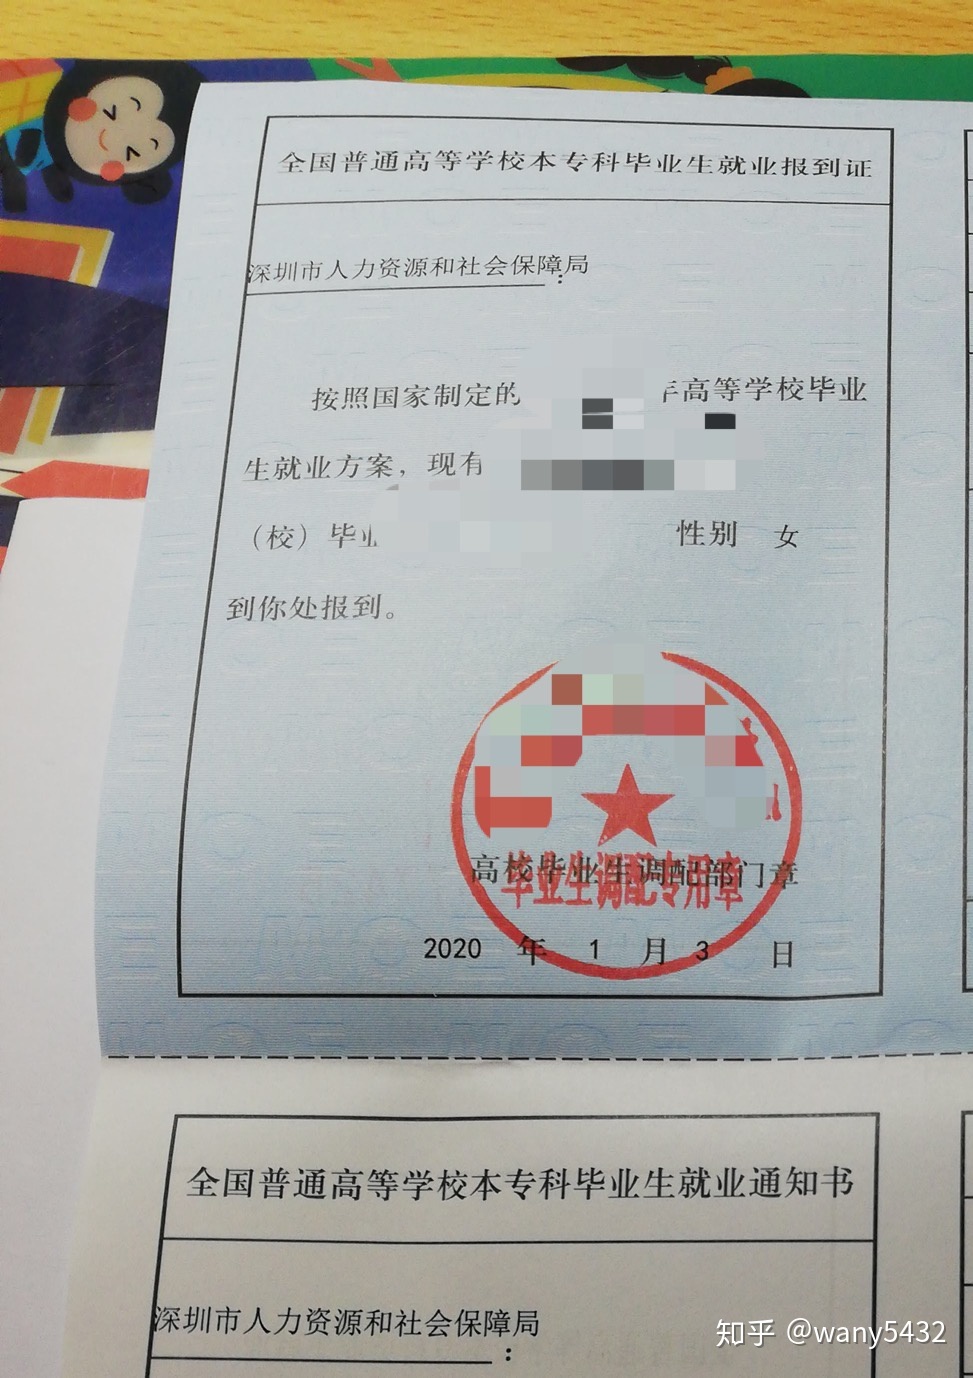 全国普通高等学校本专科毕业生就业报到证
深圳市人力资源和社会保障局：
按照国家制定的 年高等学校毕业
生就业方案，现有
（校）毕业 性别 女
到你处报到。
毕业生调配专用章
高校毕业生调配部门章
2020 年 1 月 3 日
全国普通高等学校本专科毕业生就业通知书
深圳市人力资源和社会保障局：
知乎 @wany5432